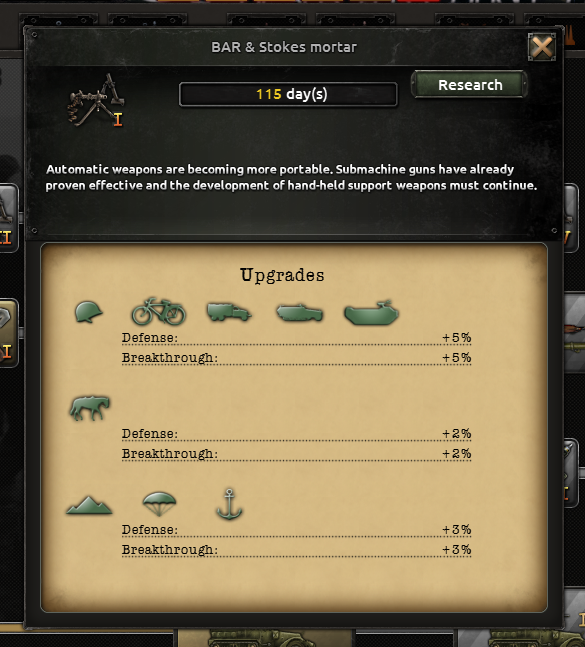 BAR & Stokes mortar
115 day(s)
Research
I
Automatic weapons are becoming more portable. Submachine guns have already
proven effective and the development of hand-held support weapons must continue.
Upgrades
Defense: +5%
Breakthrough: +5%
Defense: +2%
Breakthrough: +2%
Defense: +3%
Breakthrough: +3%